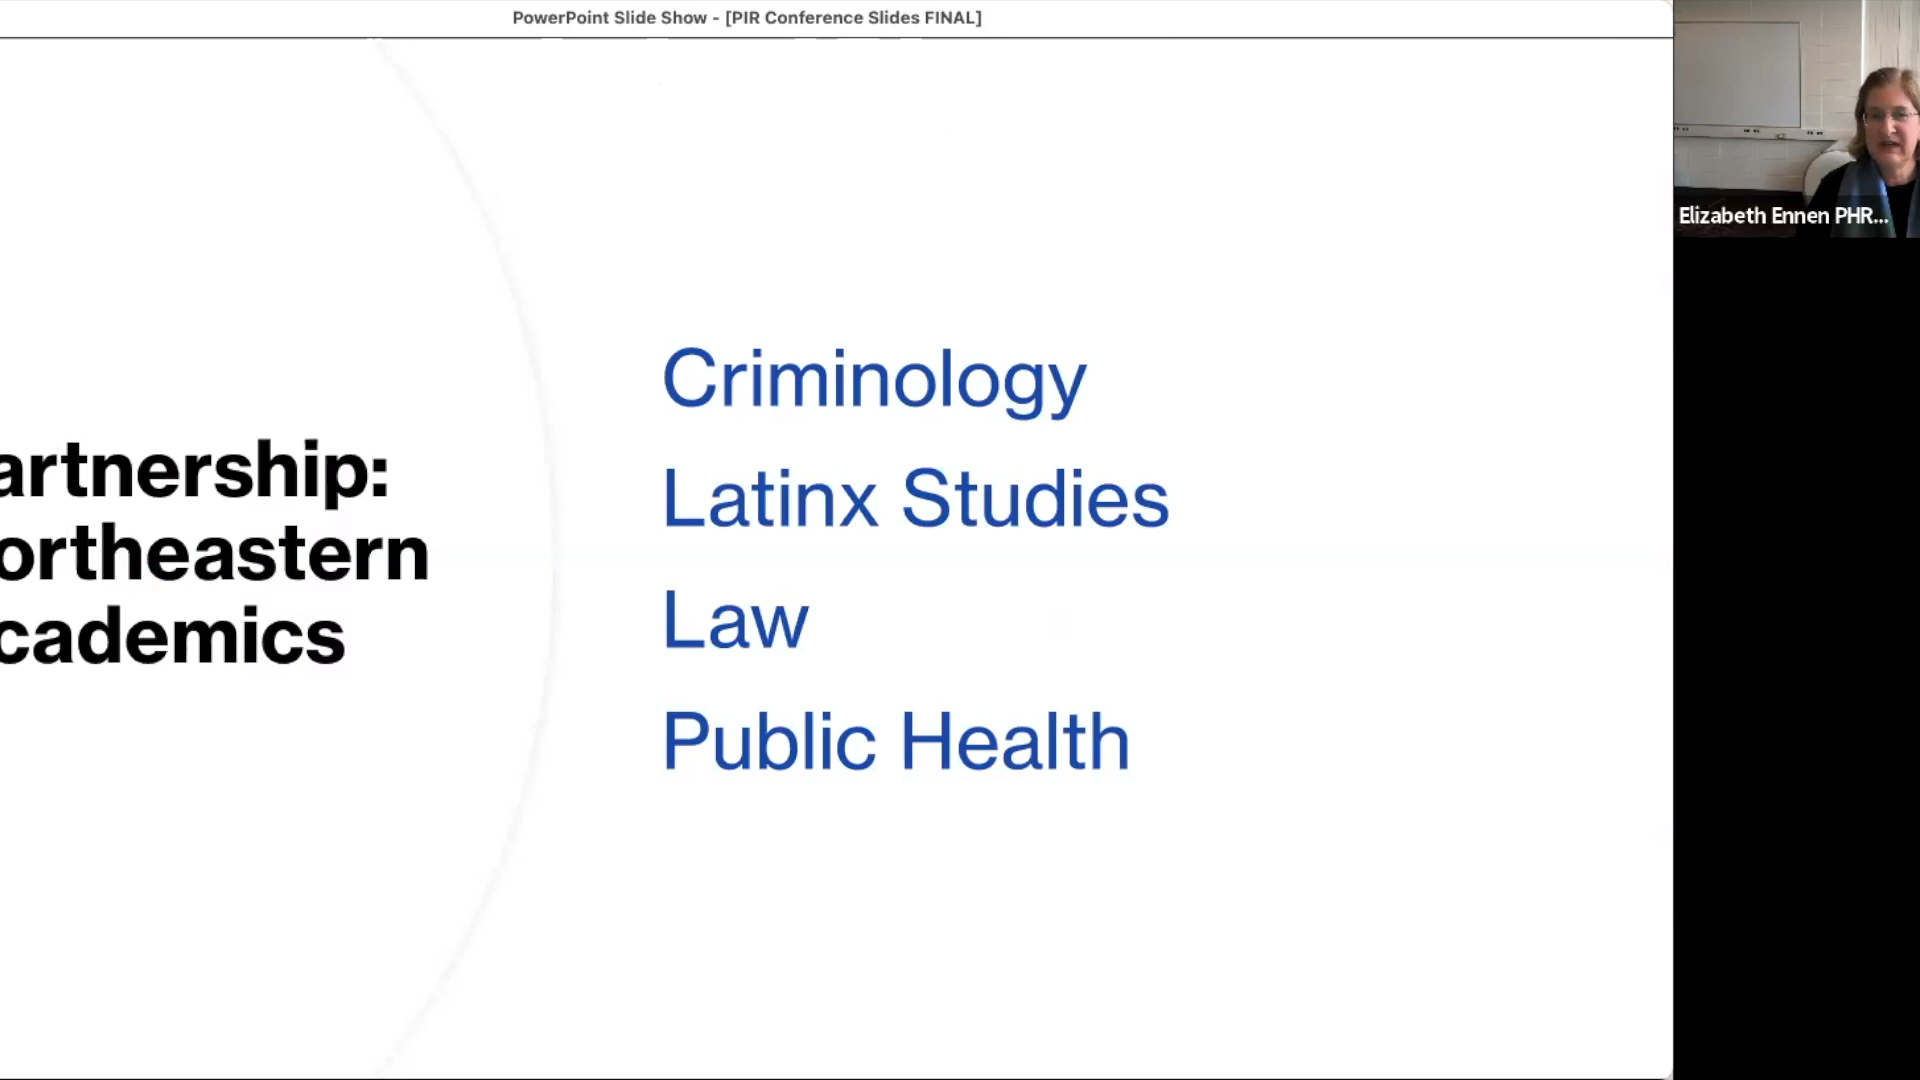 PowerPoint Slide Show - [PIR Conference Slides FINAL]
artnership:
ortheastern
cademics
Criminology
Latinx Studies
Law
Public Health
Elizabeth Ennen PHR...